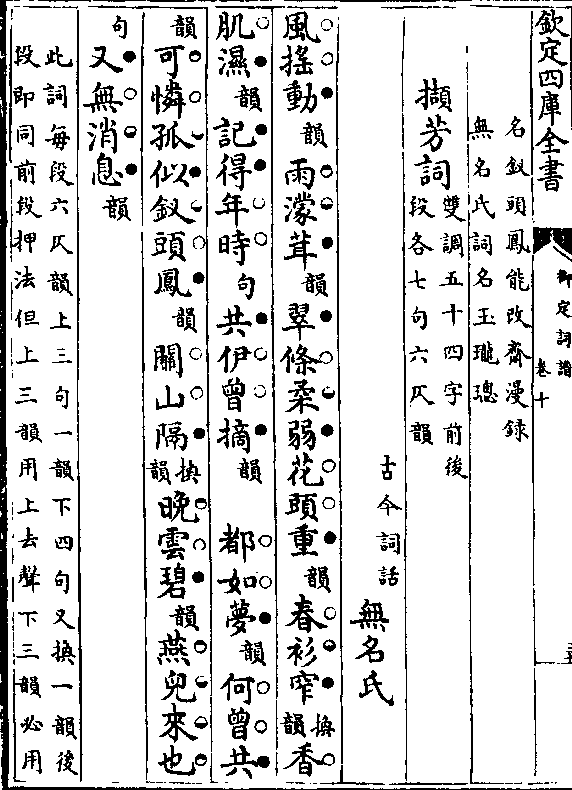 欽定四庫全書
御定詞譜
卷十
名釵頭鳳能改齋漫録
無名氏詞名玉瓏璁
擷芳詞雙調五十四字前後
段各七句六仄韻
古今詞話 無名氏
風搖動韻雨濛茸韻翠條柔弱花頭重韻春衫窄換韻香
肌濕韻記得年時句共伊曾摘韻 都如夢韻何曾共
韻可憐孤似釵頭鳳韻關山隔換韻晚雲碧韻燕兒來也
句又無消息韻
此詞每段六仄韻上三句一韻下四句又換一韻後
段即同前段押法但上三韻用上去聲下三韻必用